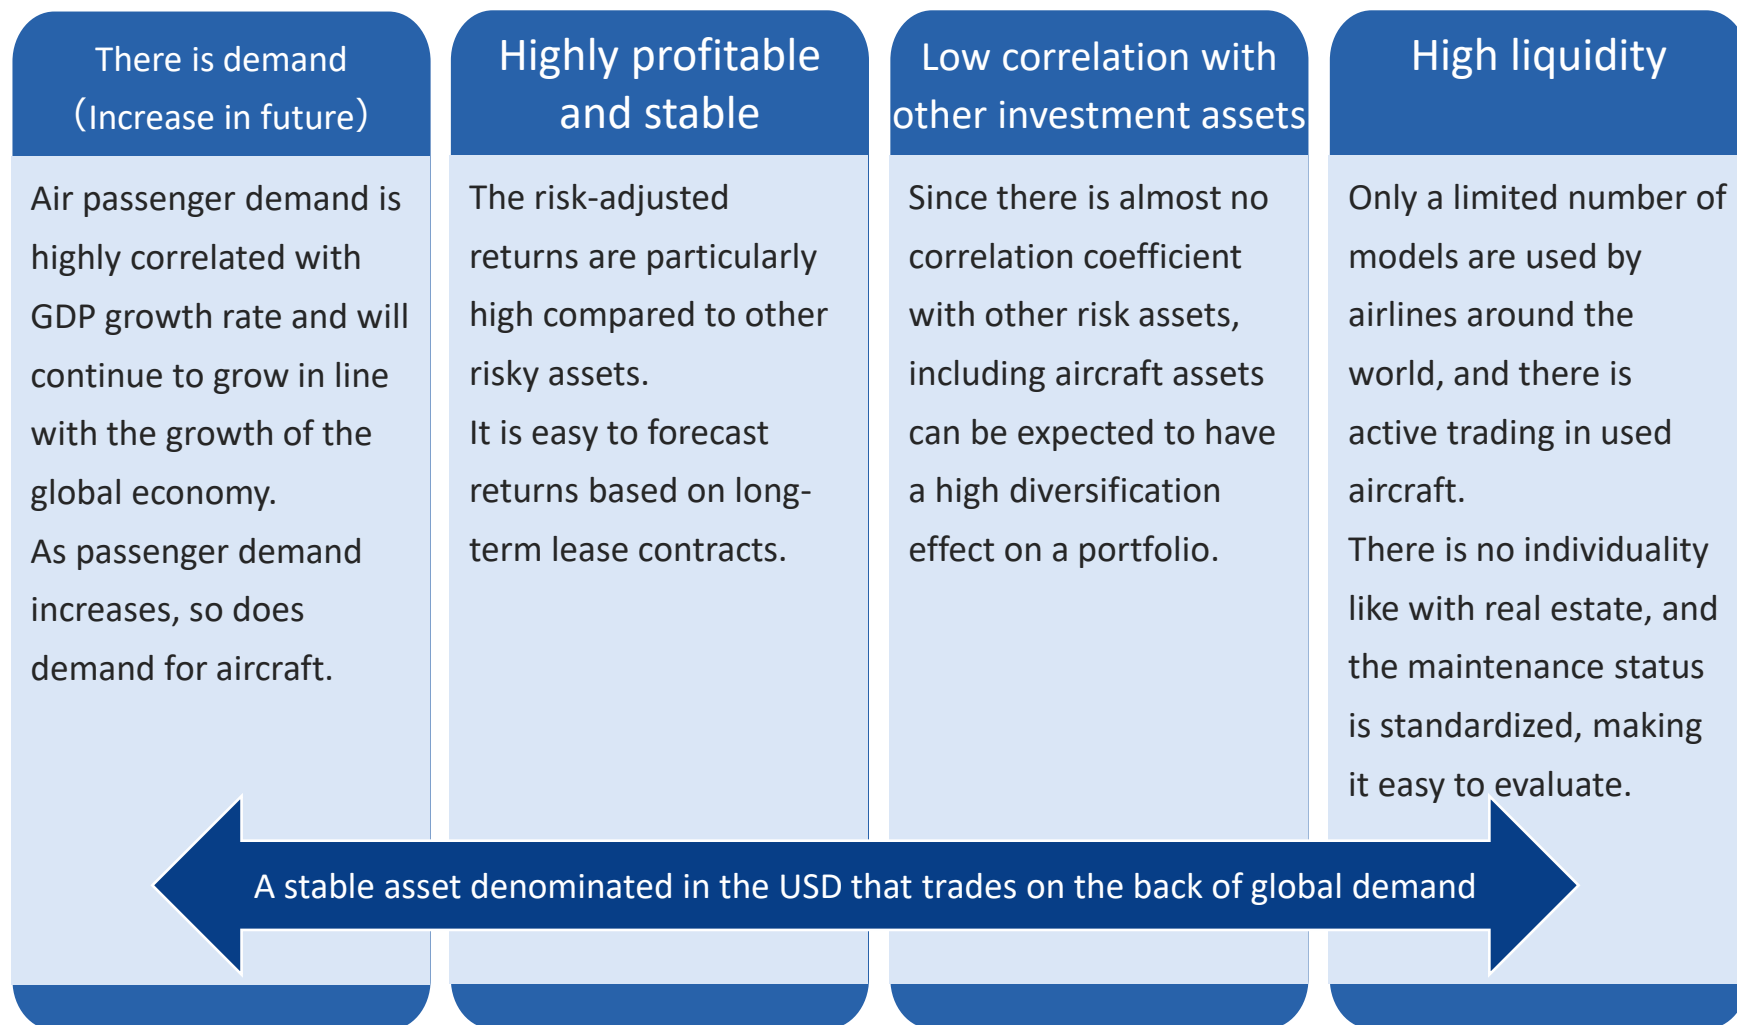 There is demand
（Increase in future）
Air passenger demand is
highly correlated with
GDP growth rate and will
continue to grow in line
with the growth of the
global economy.
As passenger demand
increases, so does
demand for aircraft.
Highly profitable
and stable
The risk-adjusted
returns are particularly
high compared to other
risky assets.
It is easy to forecast
returns based on long-
term lease contracts.
Low correlation with
other investment assets
Since there is almost no
correlation coefficient
with other risk assets,
including aircraft assets
can be expected to have
a high diversification
effect on a portfolio.
High liquidity
Only a limited number of
models are used by
airlines around the
world, and there is
active trading in used
aircraft.
There is no individuality
like with real estate, and
the maintenance status
is standardized, making
it easy to evaluate.
A stable asset denominated in the USD that trades on the back of global demand